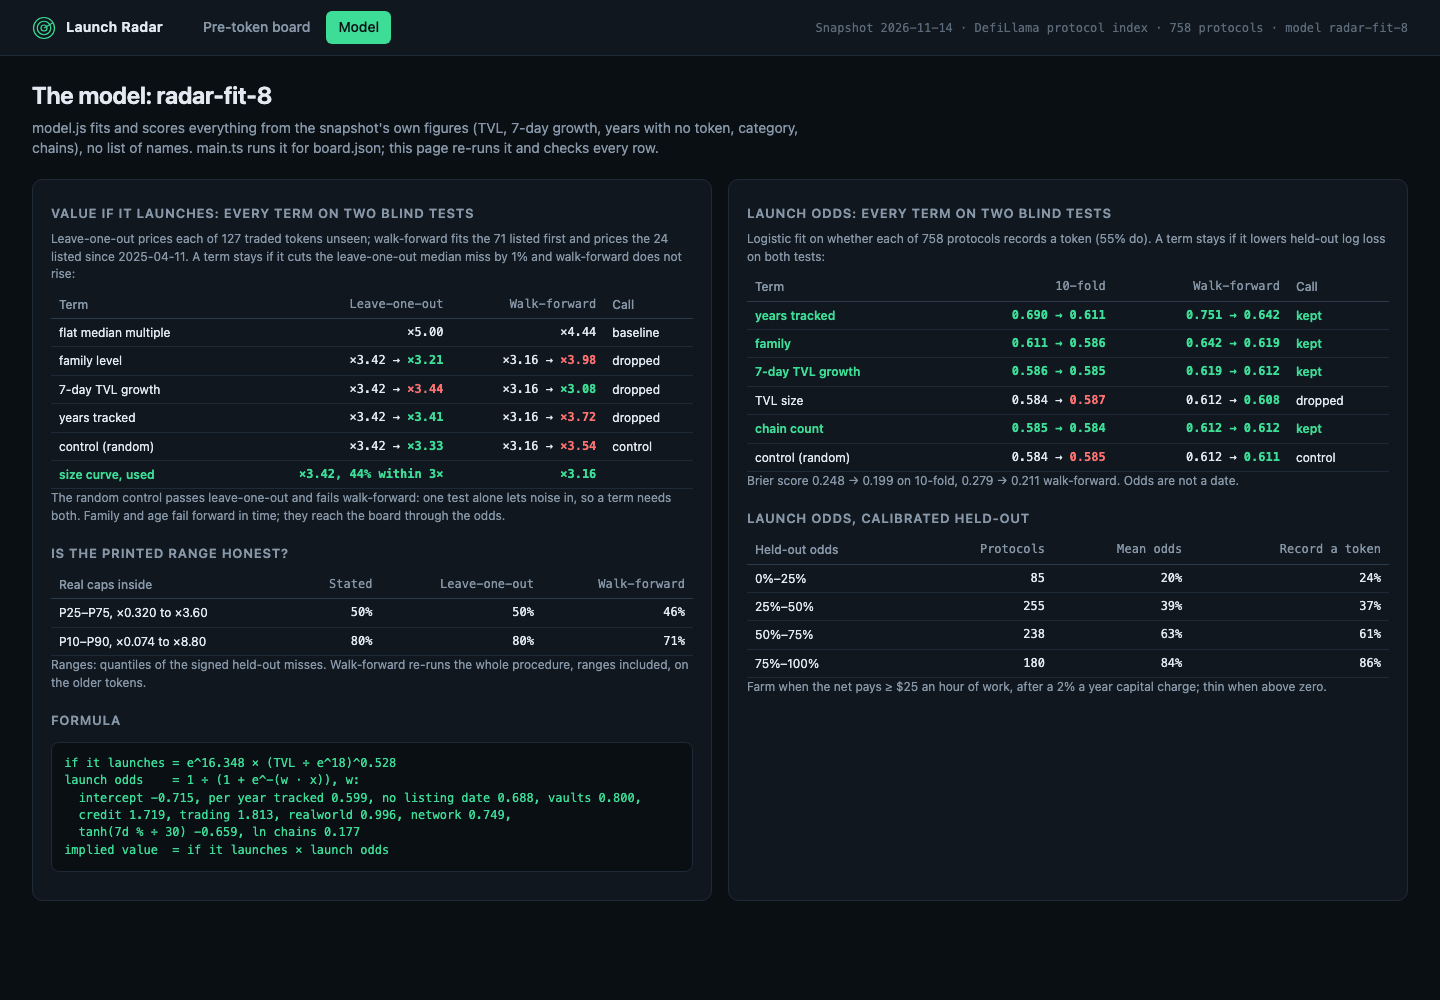 Launch Radar
Pre-token board
Model
Snapshot 2026-11-14 · DefiLlama protocol index · 758 protocols · model radar-fit-8
The model: radar-fit-8
model.js fits and scores everything from the snapshot's own figures (TVL, 7-day growth, years with no token, category,
chains), no list of names. main.ts runs it for board.json; this page re-runs it and checks every row.
VALUE IF IT LAUNCHES: EVERY TERM ON TWO BLIND TESTS
Leave-one-out prices each of 127 traded tokens unseen; walk-forward fits the 71 listed first and prices the 24
listed since 2025-04-11. A term stays if it cuts the leave-one-out median miss by 1% and walk-forward does not
rise:
Term Leave-one-out Walk-forward Call
flat median multiple ×5.00 ×4.44 baseline
family level ×3.42 → ×3.21 ×3.16 → ×3.98 dropped
7-day TVL growth ×3.42 → ×3.44 ×3.16 → ×3.08 dropped
years tracked ×3.42 → ×3.41 ×3.16 → ×3.72 dropped
control (random) ×3.42 → ×3.33 ×3.16 → ×3.54 control
size curve, used ×3.42, 44% within 3× ×3.16
The random control passes leave-one-out and fails walk-forward: one test alone lets noise in, so a term needs
both. Family and age fail forward in time; they reach the board through the odds.
IS THE PRINTED RANGE HONEST?
Real caps inside Stated Leave-one-out Walk-forward
P25–P75, ×0.320 to ×3.60 50% 50% 46%
P10–P90, ×0.074 to ×8.80 80% 80% 71%
Ranges: quantiles of the signed held-out misses. Walk-forward re-runs the whole procedure, ranges included, on
the older tokens.
FORMULA
if it launches = e^16.348 × (TVL ÷ e^18)^0.528
launch odds = 1 ÷ (1 + e^−(w · x)), w:
intercept −0.715, per year tracked 0.599, no listing date 0.688, vaults 0.800,
credit 1.719, trading 1.813, realworld 0.996, network 0.749,
tanh(7d % ÷ 30) −0.659, ln chains 0.177
implied value = if it launches × launch odds
LAUNCH ODDS: EVERY TERM ON TWO BLIND TESTS
Logistic fit on whether each of 758 protocols records a token (55% do). A term stays if it lowers held-out log loss
on both tests:
Term 10-fold Walk-forward Call
years tracked 0.690 → 0.611 0.751 → 0.642 kept
family 0.611 → 0.586 0.642 → 0.619 kept
7-day TVL growth 0.586 → 0.585 0.619 → 0.612 kept
TVL size 0.584 → 0.587 0.612 → 0.608 dropped
chain count 0.585 → 0.584 0.612 → 0.612 kept
control (random) 0.584 → 0.585 0.612 → 0.611 control
Brier score 0.248 → 0.199 on 10-fold, 0.279 → 0.211 walk-forward. Odds are not a date.
LAUNCH ODDS, CALIBRATED HELD-OUT
Held-out odds Protocols Mean odds Record a token
0%–25% 85 20% 24%
25%–50% 255 39% 37%
50%–75% 238 63% 61%
75%–100% 180 84% 86%
Farm when the net pays ≥ $25 an hour of work, after a 2% a year capital charge; thin when above zero.